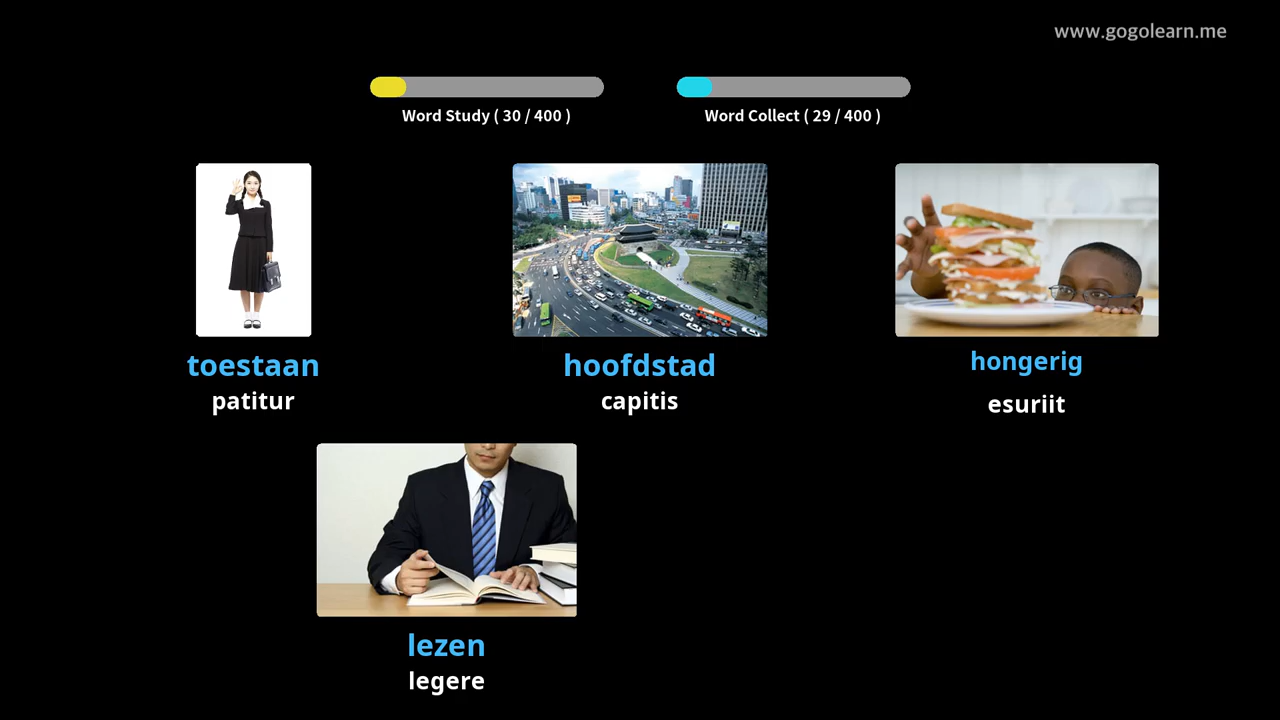 www.gogolearn.me
Word Study ( 30 / 400 )
Word Collect ( 29 / 400 )
toestaan
patitur
hoofdstad
capitis
hongerig
esuriit
lezen
legere